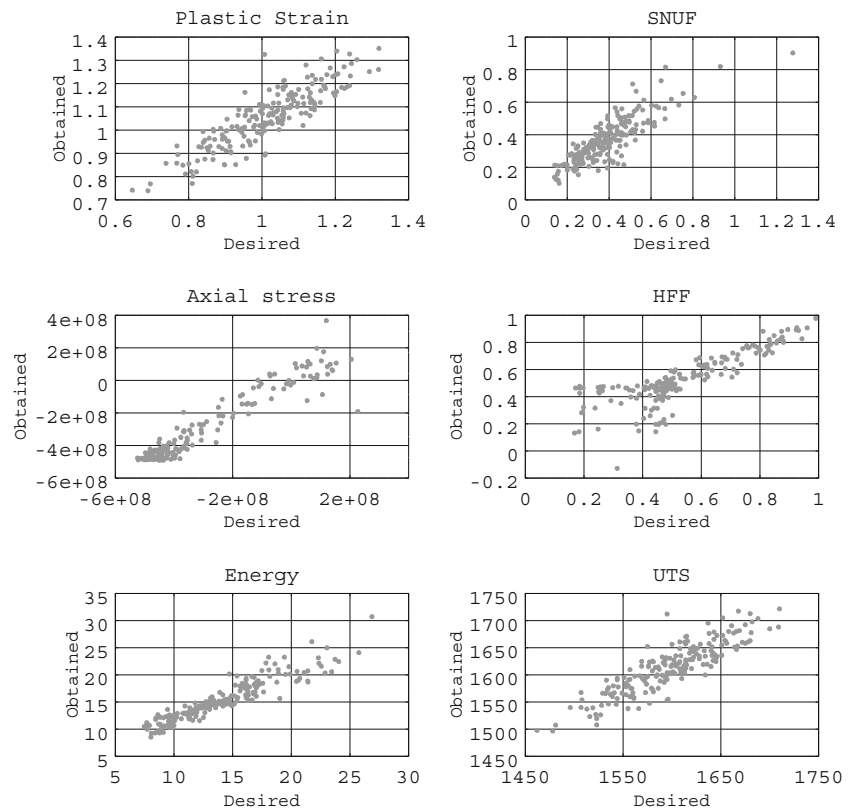 Plastic Strain
Obtained
1.4
1.3
1.2
1.1
1
0.9
0.8
0.7
0.6 0.8 1 1.2 1.4
Desired
SNUF
Obtained
1
0.8
0.6
0.4
0.2
0
0 0.2 0.4 0.6 0.8 1 1.2 1.4
Desired
Axial stress
Obtained
4e+08
2e+08
0
-2e+08
-4e+08
-6e+08
-6e+08 -2e+08 2e+08
Desired
HFF
Obtained
1
0.8
0.6
0.4
0.2
0
-0.2
0 0.2 0.4 0.6 0.8 1
Desired
Energy
Obtained
35
30
25
20
15
10
5
5 10 15 20 25 30
Desired
UTS
Obtained
1750
1700
1650
1600
1550
1500
1450
1450 1550 1650 1750
Desired